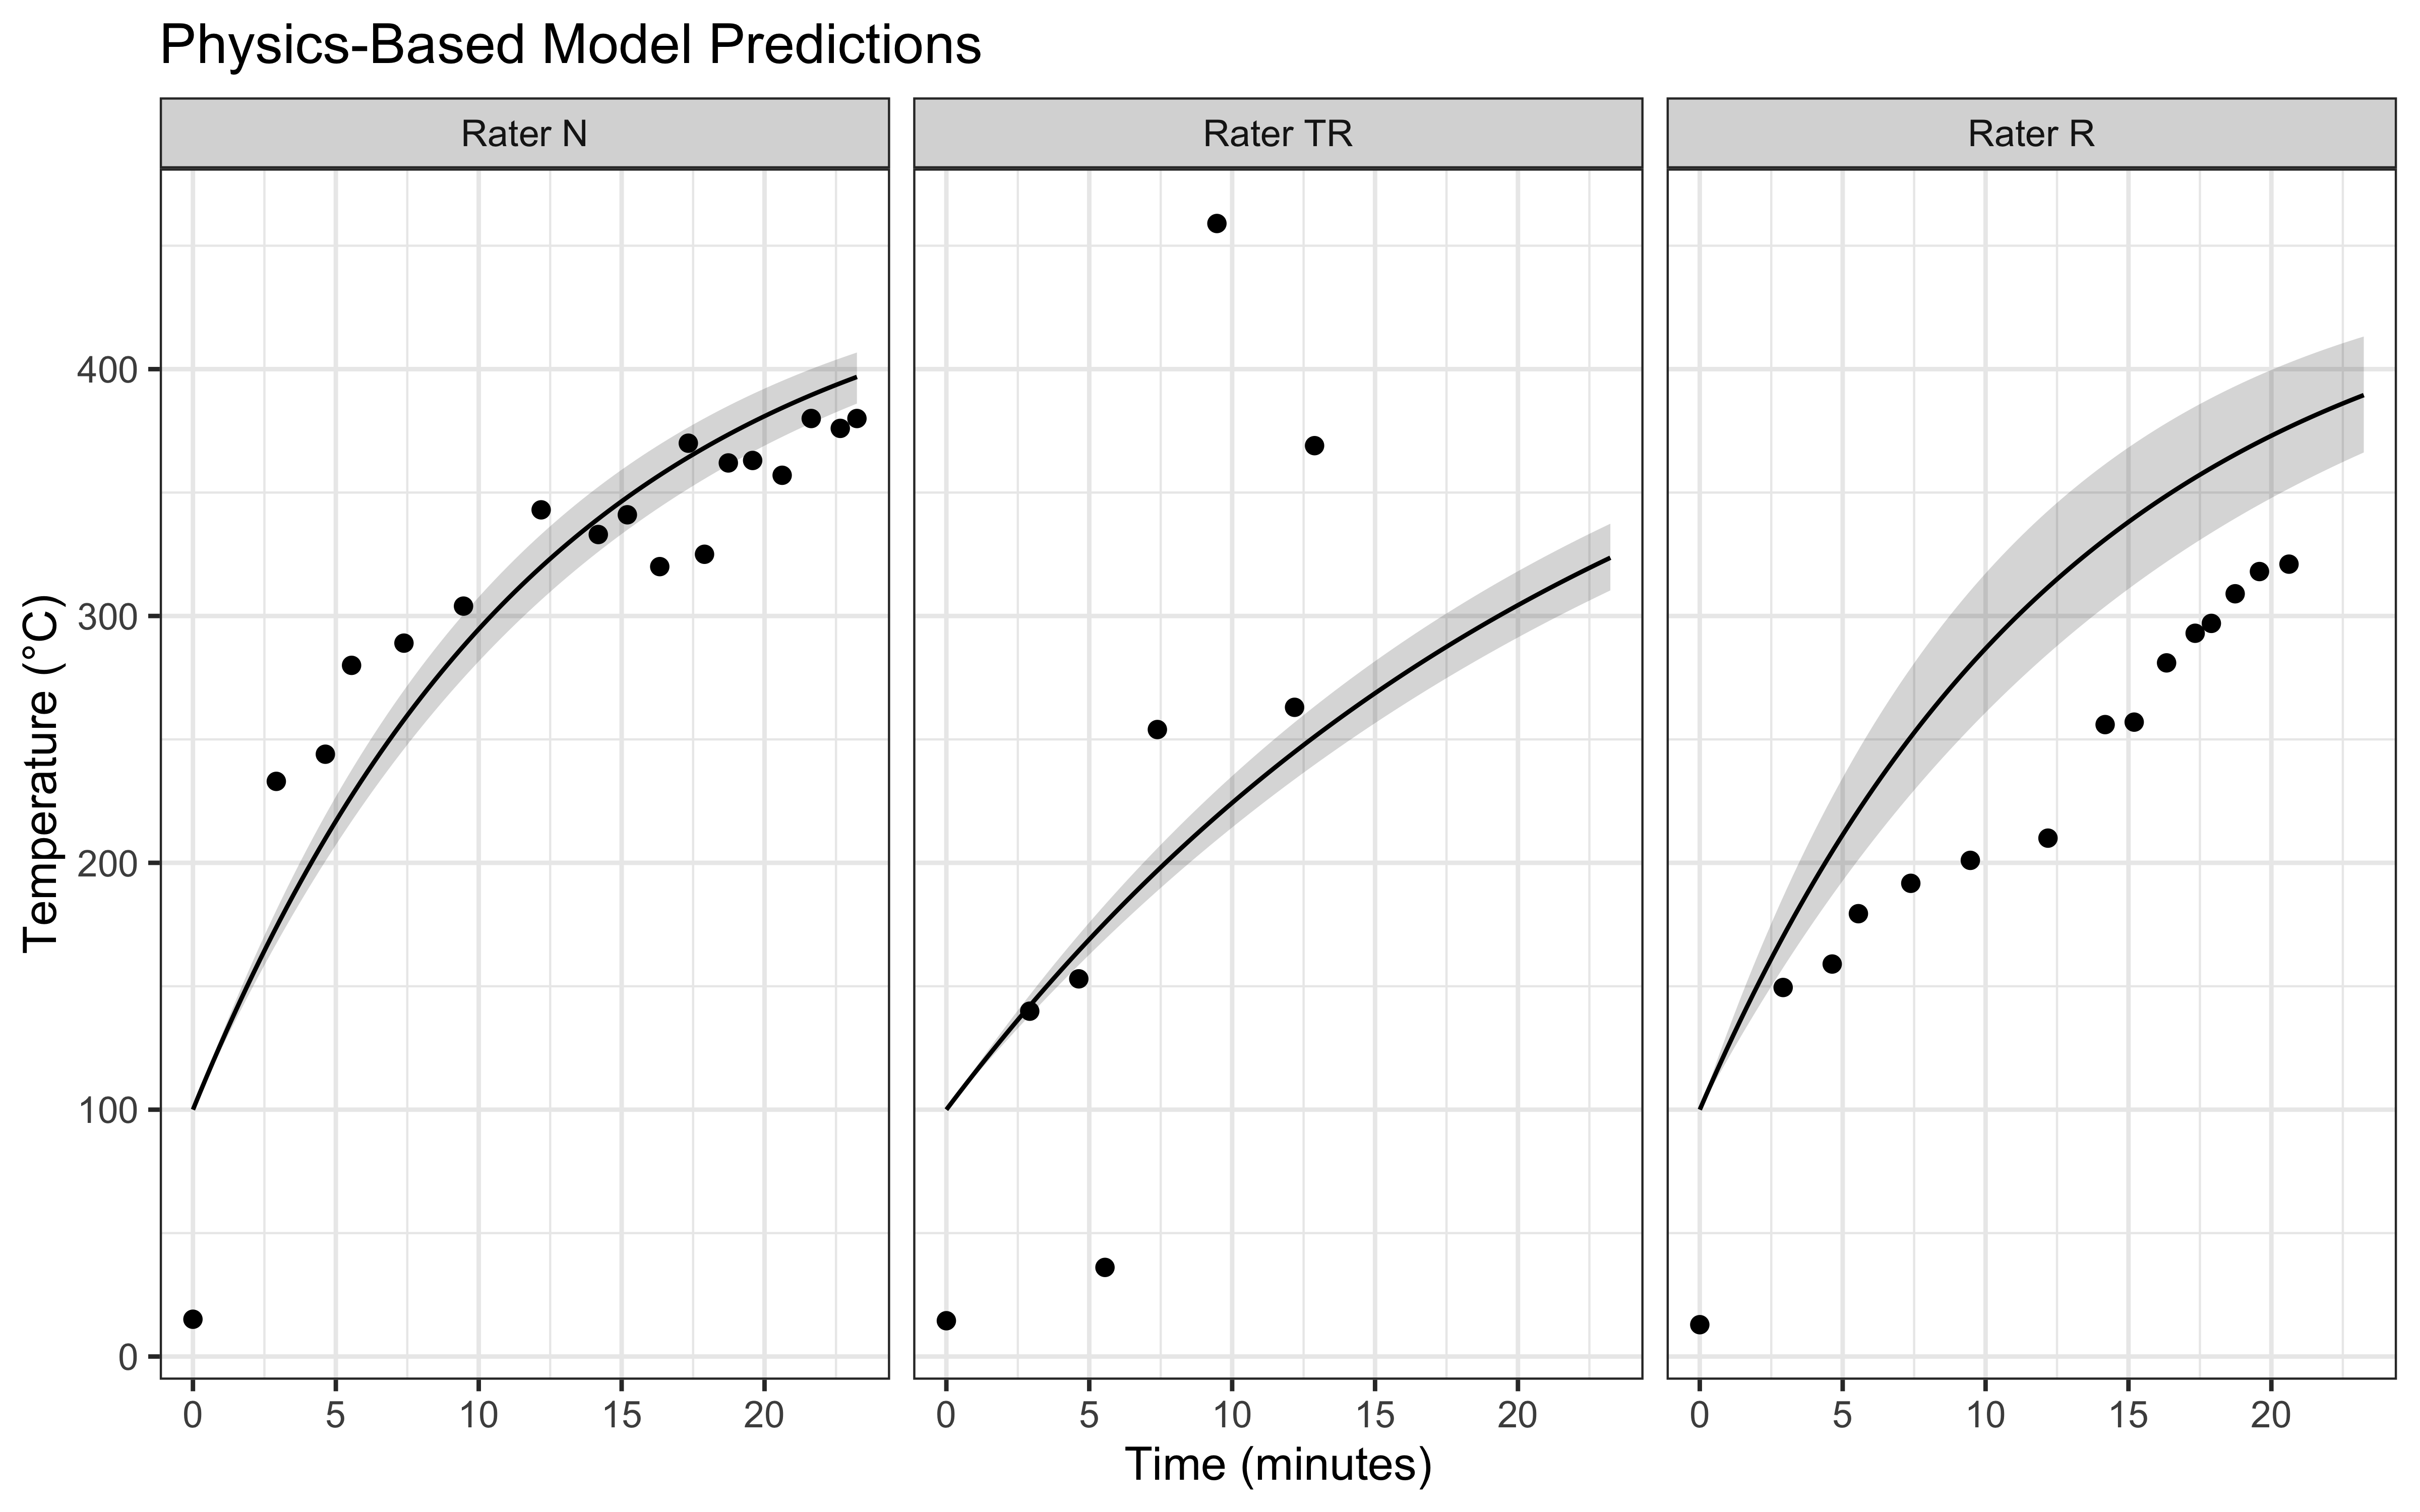 Physics-Based Model Predictions
Rater N
Rater TR
Rater R
Temperature (°C)
400
300
200
100
0
0 5 10 15 20
0 5 10 15 20
0 5 10 15 20
Time (minutes)